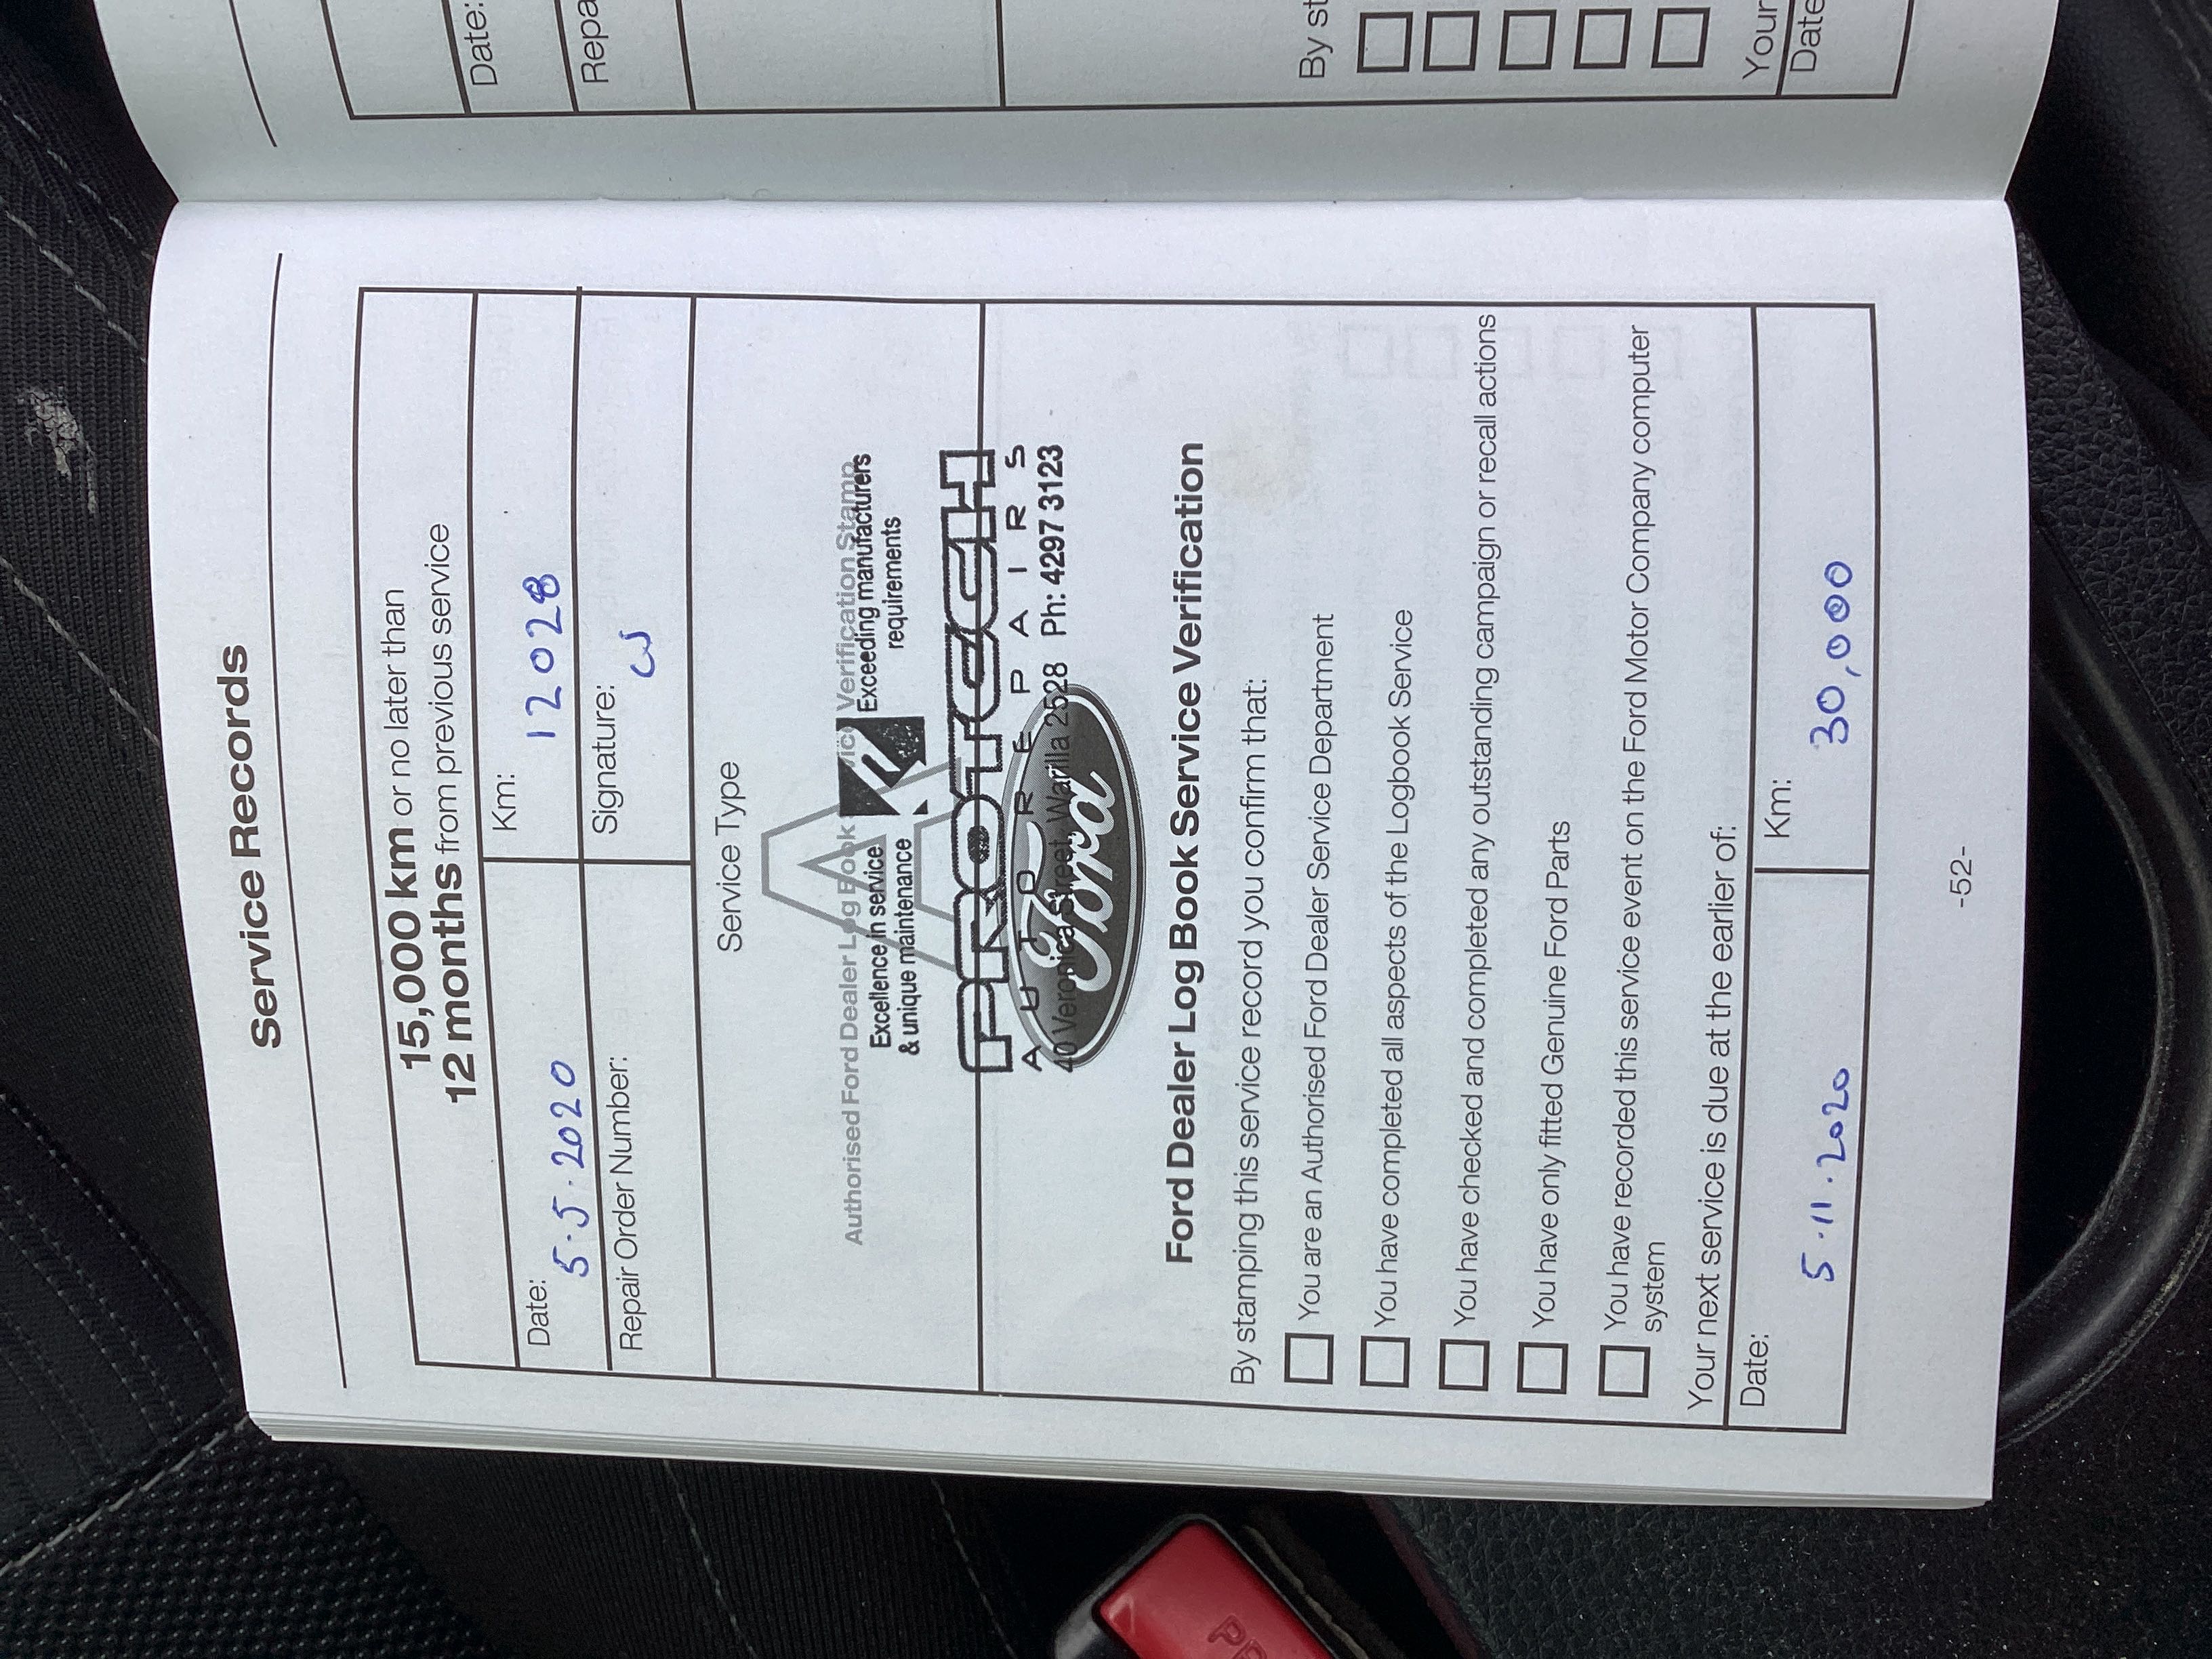 Service Records
15,000 km or no later than
12 months from previous service
Date: 5.5.2020
Km: 12028
Repair Order Number:
Signature: CJ
Service Type
A
Authorised Ford Dealer Log Book Service Verification Stamp
Excellence in service
& unique maintenance
Exceeding manufacturers
requirements
PROTECH
AUTO REPAIRS
40 Veronica Street, Warilla 2528 Ph: 4297 3123
Ford
Ford Dealer Log Book Service Verification
By stamping this service record you confirm that:
You are an Authorised Ford Dealer Service Department
You have completed all aspects of the Logbook Service
You have checked and completed any outstanding campaign or recall actions
You have only fitted Genuine Ford Parts
You have recorded this service event on the Ford Motor Company computer
system
Your next service is due at the earlier of:
Date: 5.11.2020
Km: 30,000
-52-
Date:
Repa
By st
Your
Date
PR